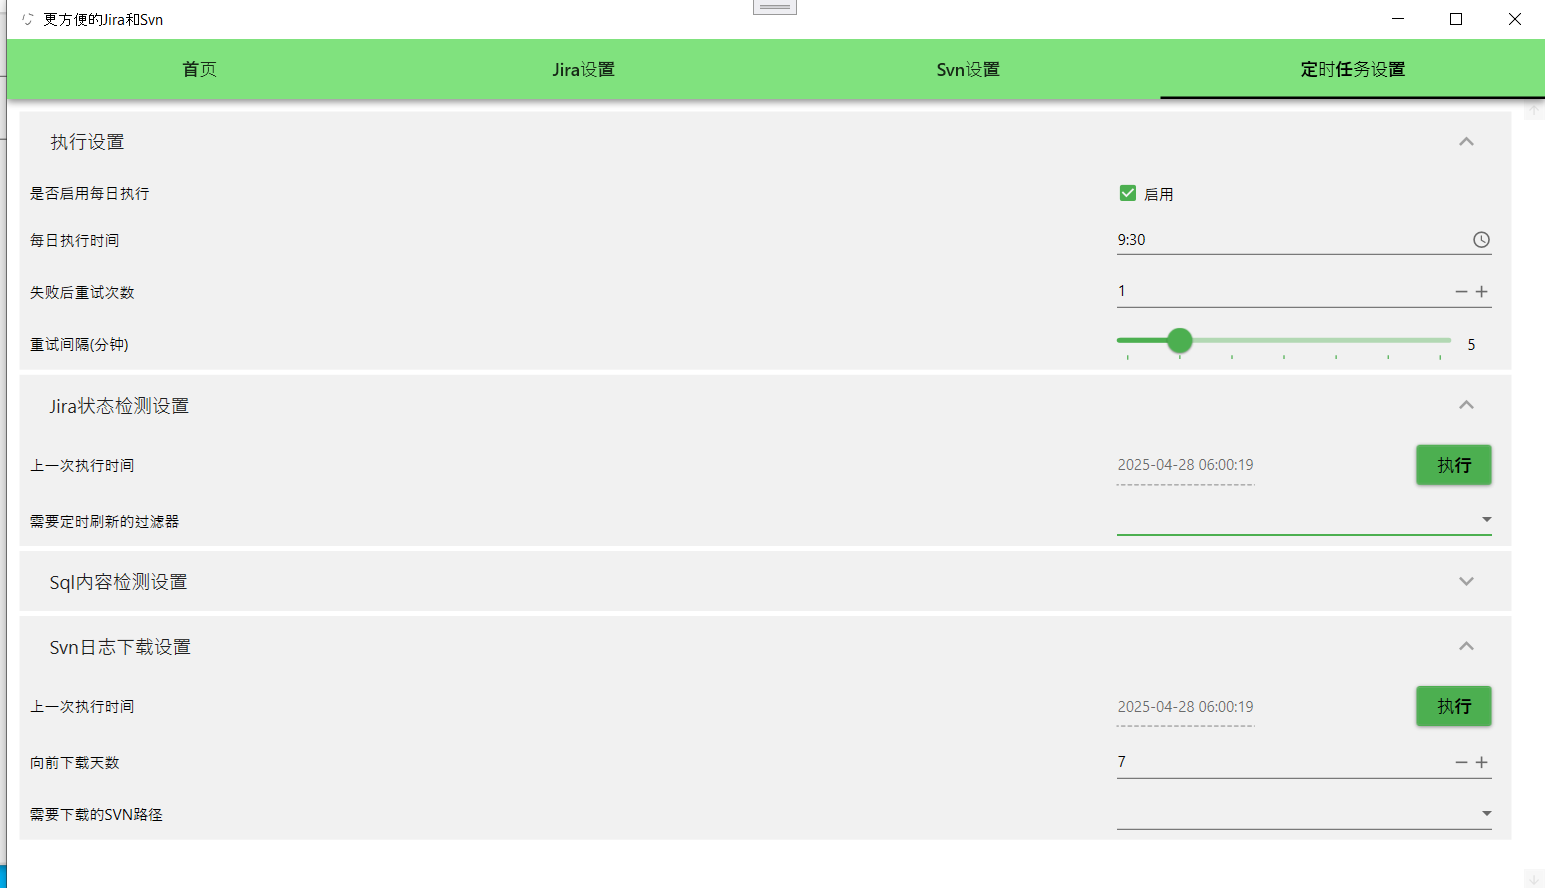 更方便的Jira和Svn
首页 Jira设置 Svn设置 定时任务设置
执行设置
是否启用每日执行 启用
每日执行时间 9:30
失败后重试次数 1
重试间隔(分钟) 5
Jira状态检测设置
上一次执行时间 2025-04-28 06:00:19 执行
需要定时刷新的过滤器
Sql内容检测设置
Svn日志下载设置
上一次执行时间 2025-04-28 06:00:19 执行
向前下载天数 7
需要下载的SVN路径